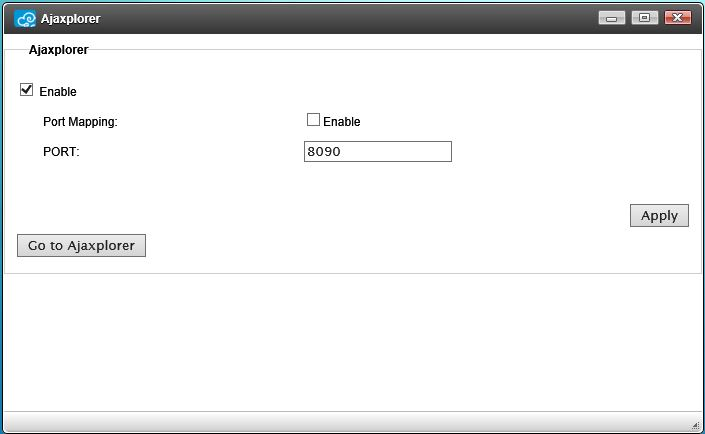 Ajaxplorer
Ajaxplorer
Enable
Port Mapping: Enable
PORT: 8090
Apply
Go to Ajaxplorer